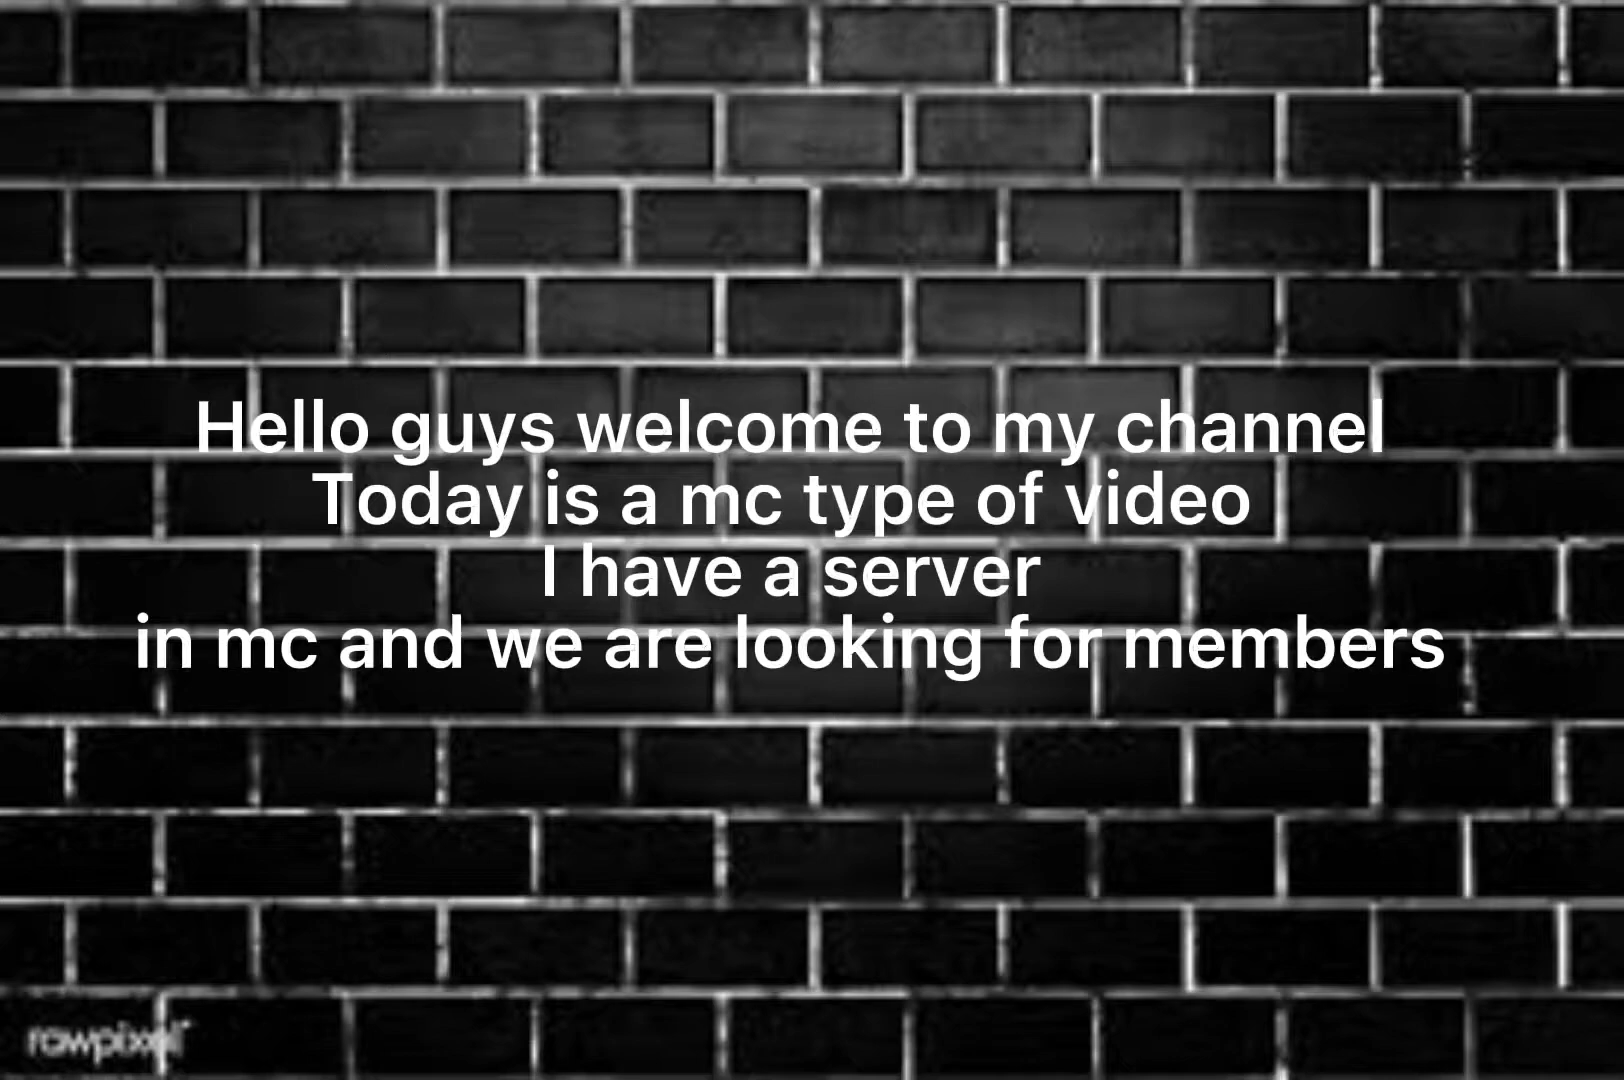 Hello guys welcome to my channel
Today is a mc type of video
I have a server
in mc and we are looking for members
rawpixel